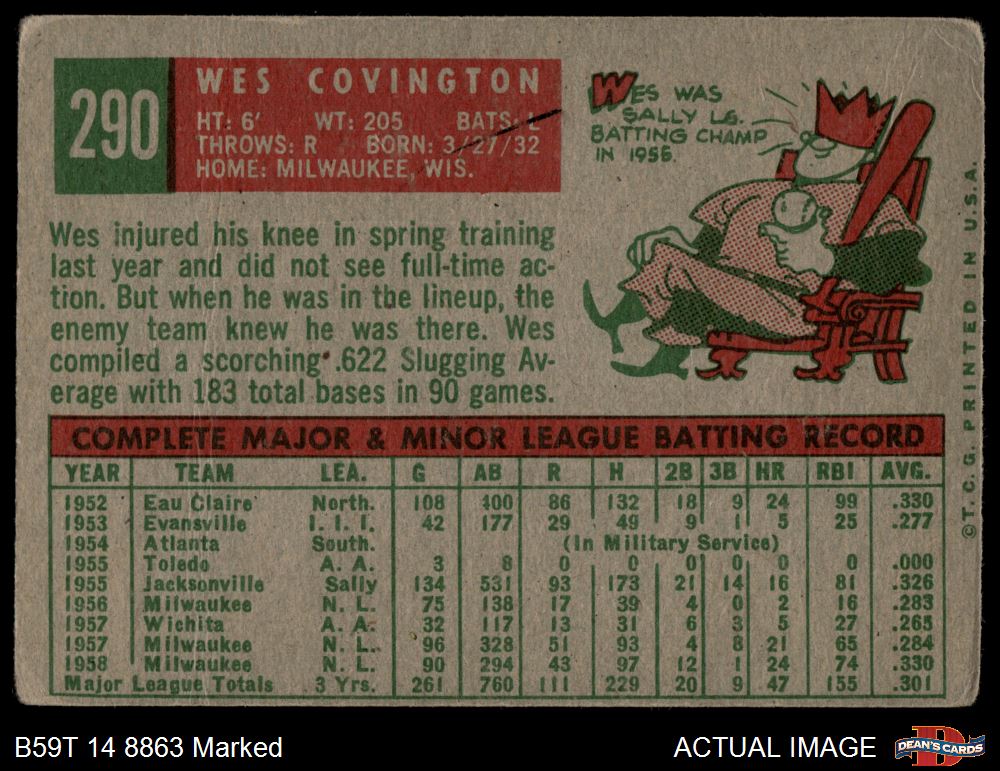 290
WES COVINGTON
HT: 6' WT: 205 BATS: L
THROWS: R BORN: 3/27/32
HOME: MILWAUKEE, WIS.
WES WAS
SALLY LG.
BATTING CHAMP
IN 1955.
Wes injured his knee in spring training
last year and did not see full-time ac-
tion. But when he was in the lineup, the
enemy team knew he was there. Wes
compiled a scorching .622 Slugging Av-
erage with 183 total bases in 90 games.
COMPLETE MAJOR & MINOR LEAGUE BATTING RECORD
YEAR TEAM LEA. G AB R H 2B 3B HR RBI AVG.
1952 Eau Claire North. 108 400 86 132 18 9 24 99 .330
1953 Evansville I. I. I. 42 177 29 49 9 1 5 25 .277
1954 Atlanta South. (In Military Service)
1955 Toledo A. A. 3 8 0 0 0 0 0 0 .000
1955 Jacksonville Sally 134 531 93 173 21 14 16 81 .326
1956 Milwaukee N. L. 75 138 17 39 4 0 2 16 .283
1957 Wichita A. A. 32 117 13 31 6 3 5 27 .265
1957 Milwaukee N. L. 96 328 51 93 4 8 21 65 .284
1958 Milwaukee N. L. 90 294 43 97 12 1 24 74 .330
Major League Totals 3 Yrs. 261 760 111 229 20 9 47 155 .301
©T. C. G. PRINTED IN U.S.A.
B59T 14 8863 Marked
ACTUAL IMAGE
DEAN'S CARDS